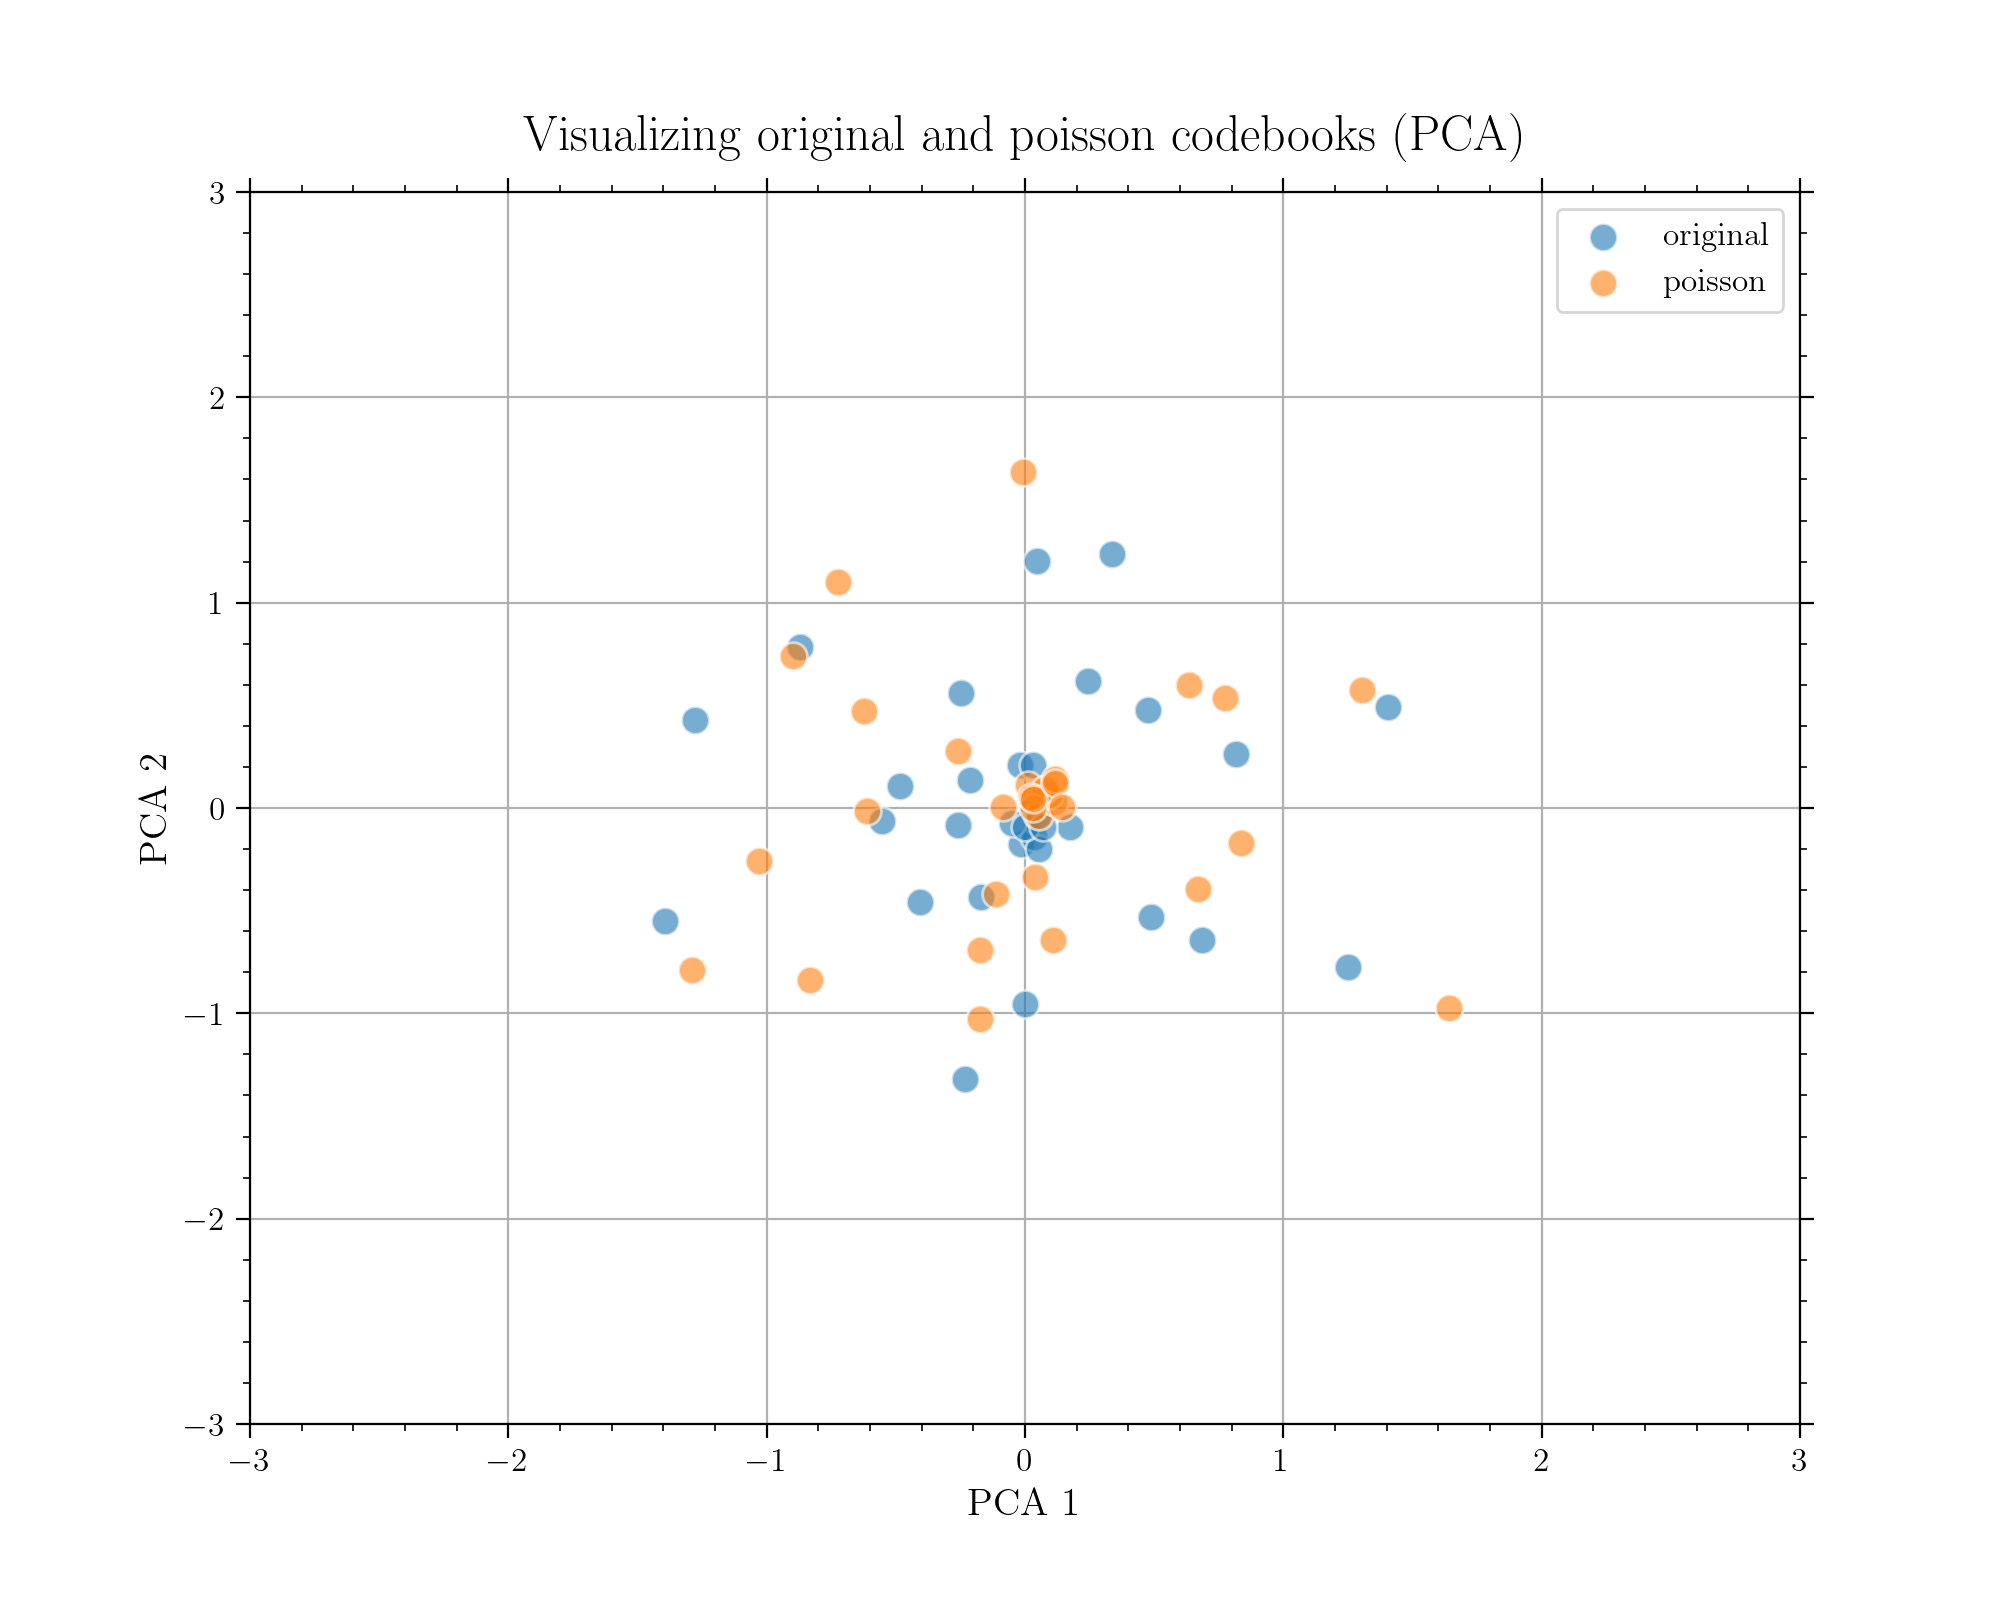 Visualizing original and poisson codebooks (PCA)
original
poisson
3
2
1
0
−1
−2
−3
PCA 2
−3
−2
−1
0
1
2
3
PCA 1